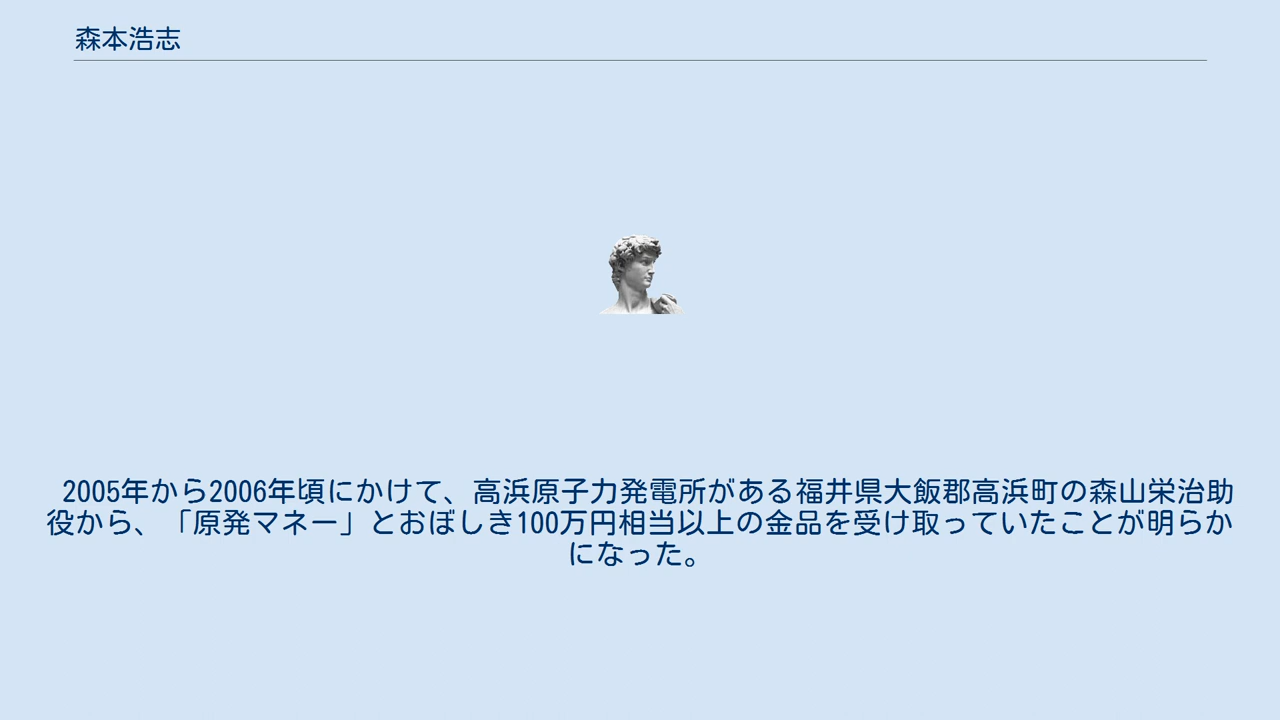 森本浩志
2005年から2006年頃にかけて、高浜原子力発電所がある福井県大飯郡高浜町の森山栄治助
役から、「原発マネー」とおぼしき100万円相当以上の金品を受け取っていたことが明らか
になった。